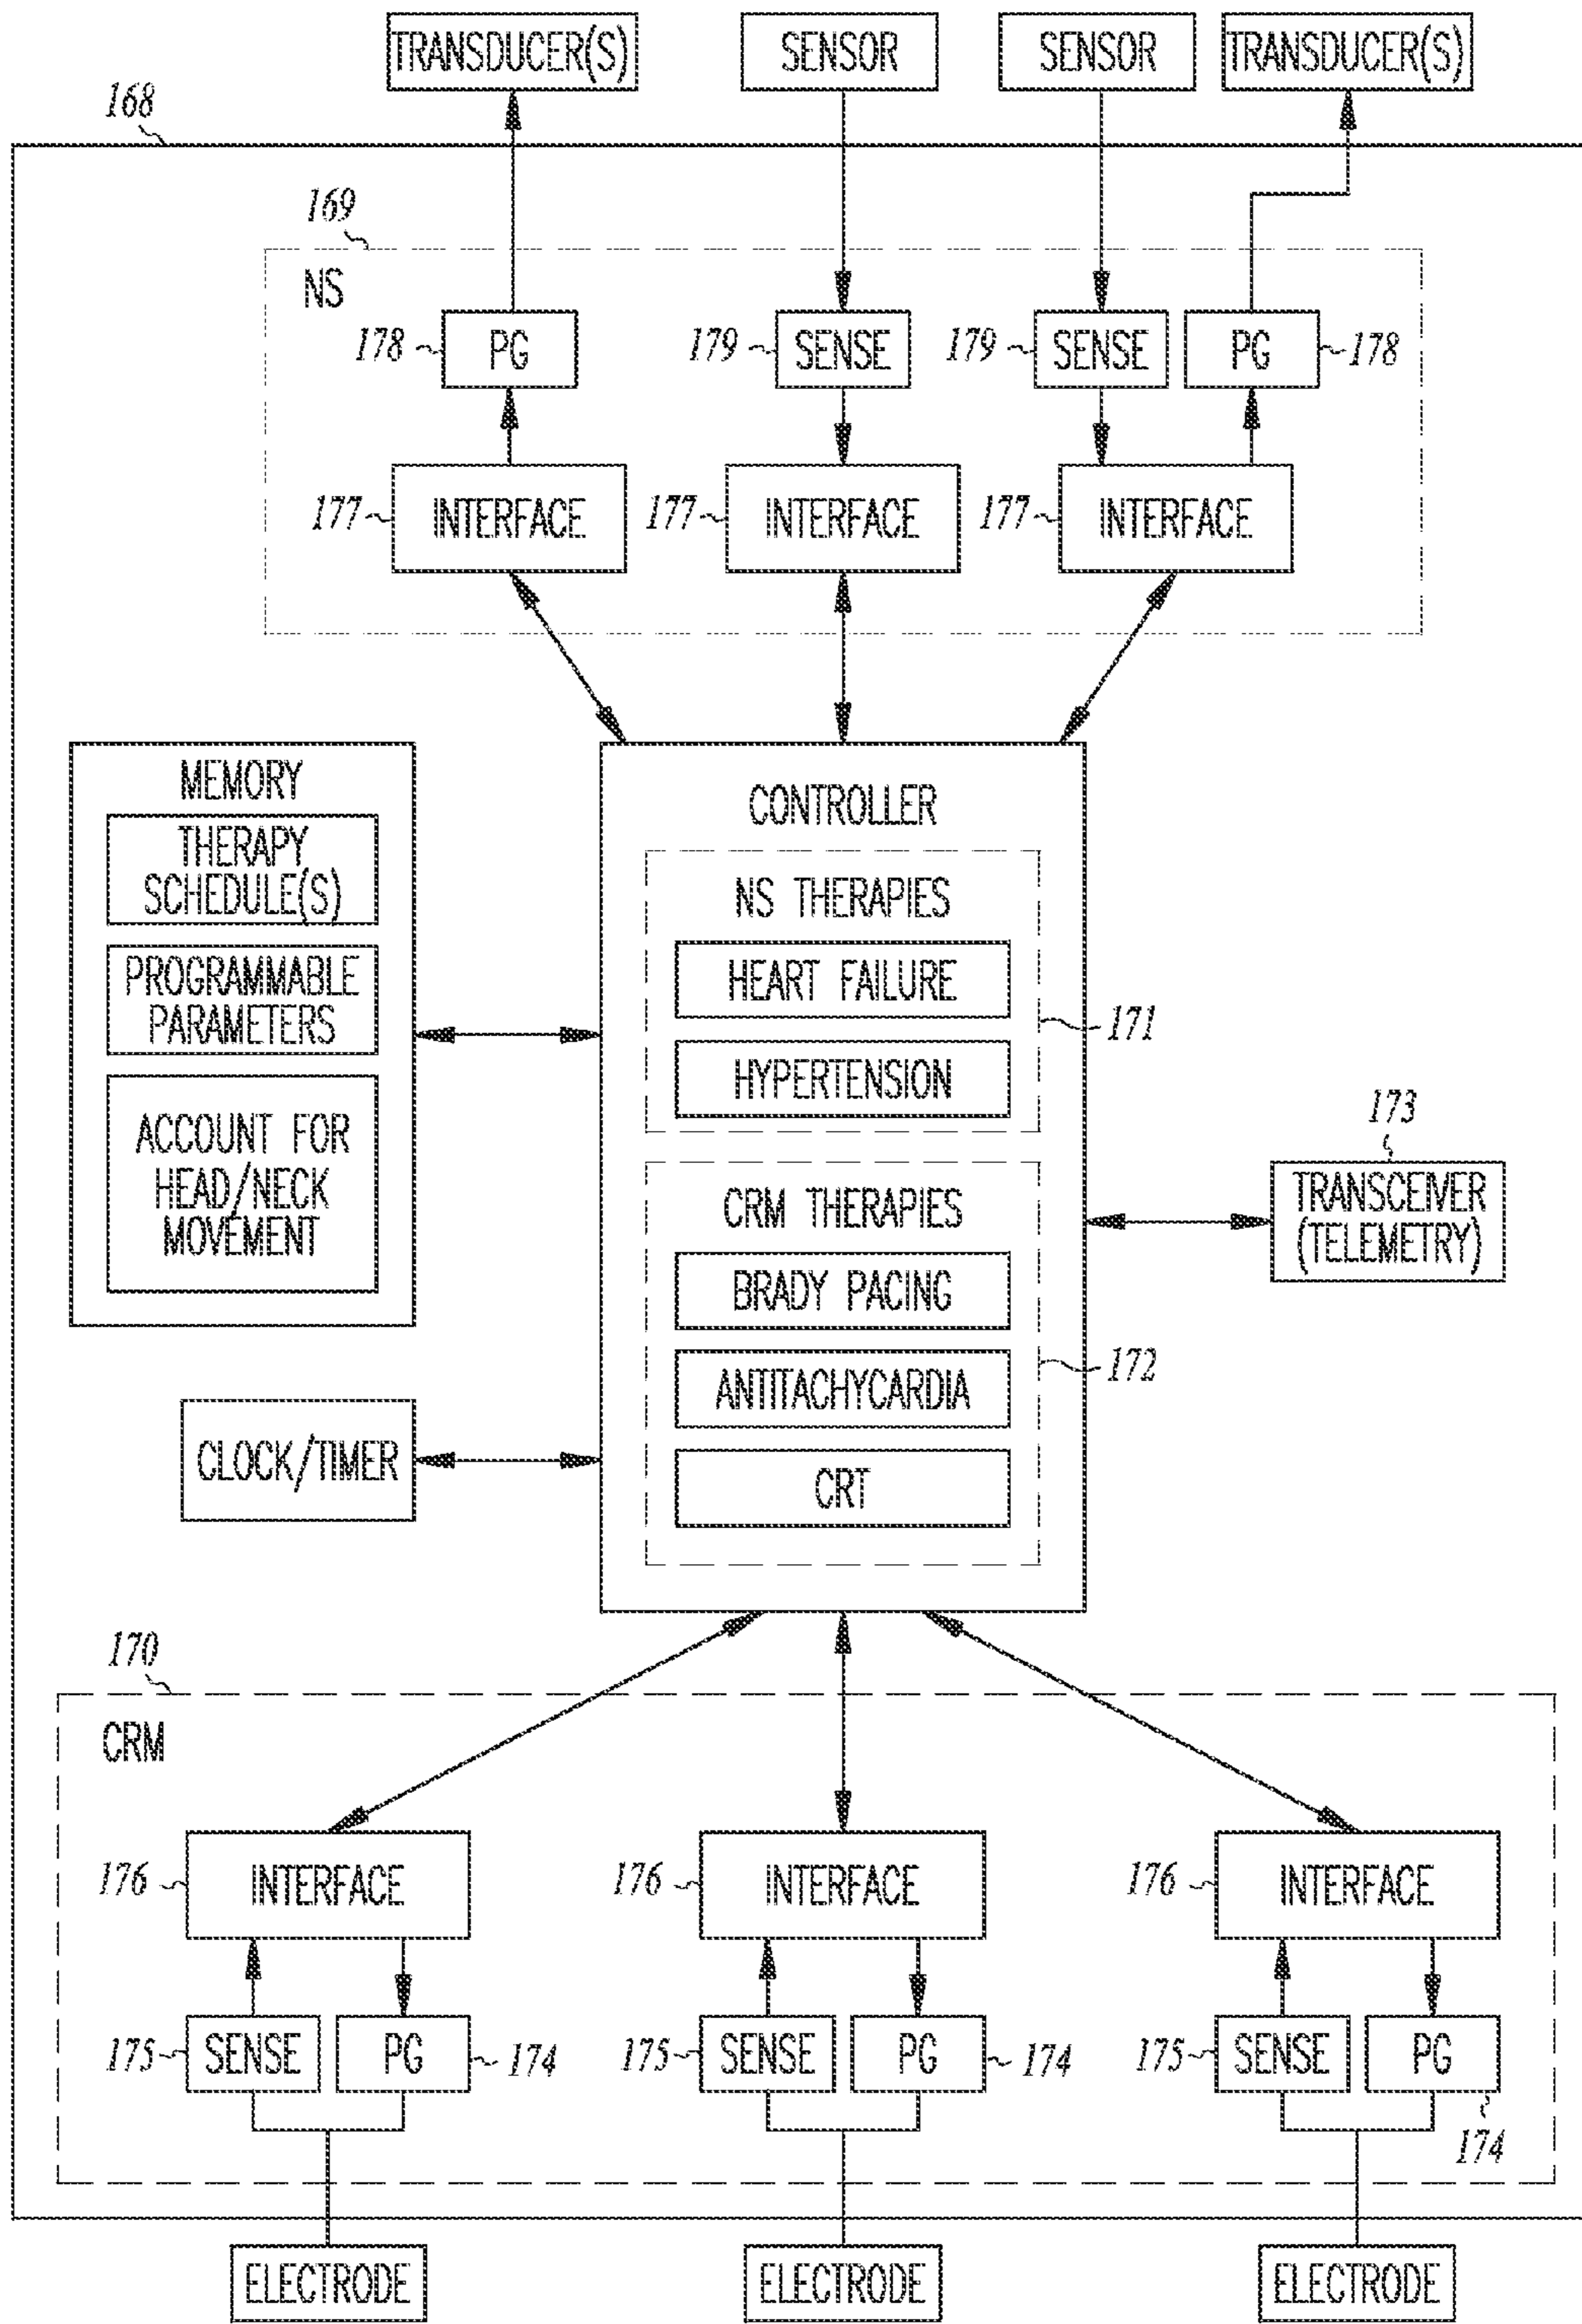 TRANSDUCER(S)
SENSOR
SENSOR
TRANSDUCER(S)
168
169
NS
178
PG
179
SENSE
179
SENSE
PG
178
177
INTERFACE
177
INTERFACE
177
INTERFACE
MEMORY
THERAPY
SCHEDULE(S)
PROGRAMMABLE
PARAMETERS
ACCOUNT FOR
HEAD/NECK
MOVEMENT
CONTROLLER
NS THERAPIES
HEART FAILURE
HYPERTENSION
171
CRM THERAPIES
BRADY PACING
ANTITACHYCARDIA
CRT
172
173
TRANSCEIVER
(TELEMETRY)
CLOCK/TIMER
170
CRM
176
INTERFACE
176
INTERFACE
176
INTERFACE
175
SENSE
PG
174
175
SENSE
PG
174
175
SENSE
PG
174
ELECTRODE
ELECTRODE
ELECTRODE